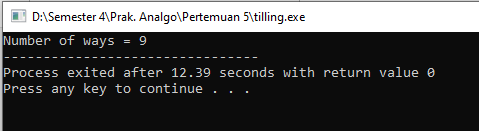 D:\Semester 4\Prak. Analgo\Pertemuan 5\tilling.exe
Number of ways = 9
--------------------------------
Process exited after 12.39 seconds with return value 0
Press any key to continue . . .